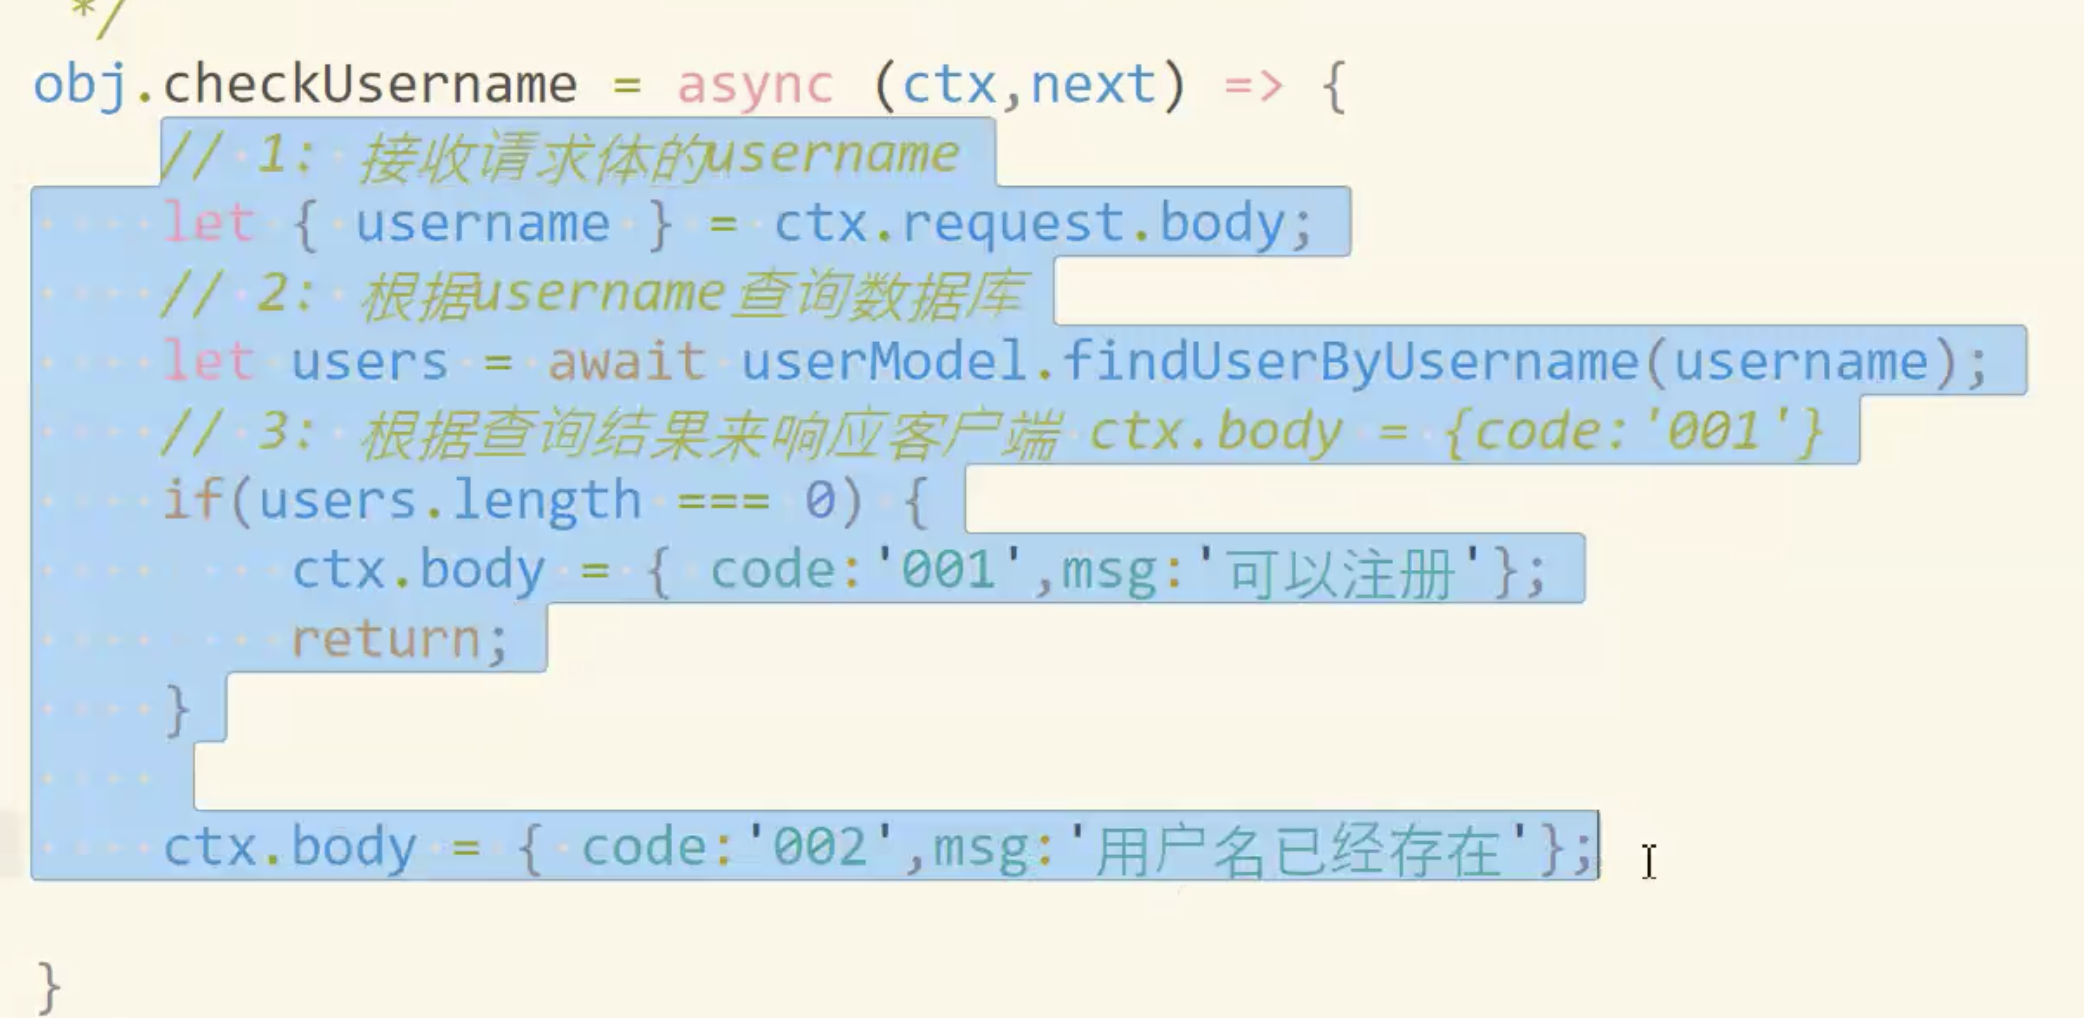 */
obj.checkUsername = async (ctx,next) => {
// 1: 接收请求体的username
let { username } = ctx.request.body;
// 2: 根据username查询数据库
let users = await userModel.findUserByUsername(username);
// 3: 根据查询结果来响应客户端 ctx.body = {code:'001'}
if(users.length === 0) {
ctx.body = { code:'001',msg:'可以注册'};
return;
}
ctx.body = { code:'002',msg:'用户名已经存在'};
}